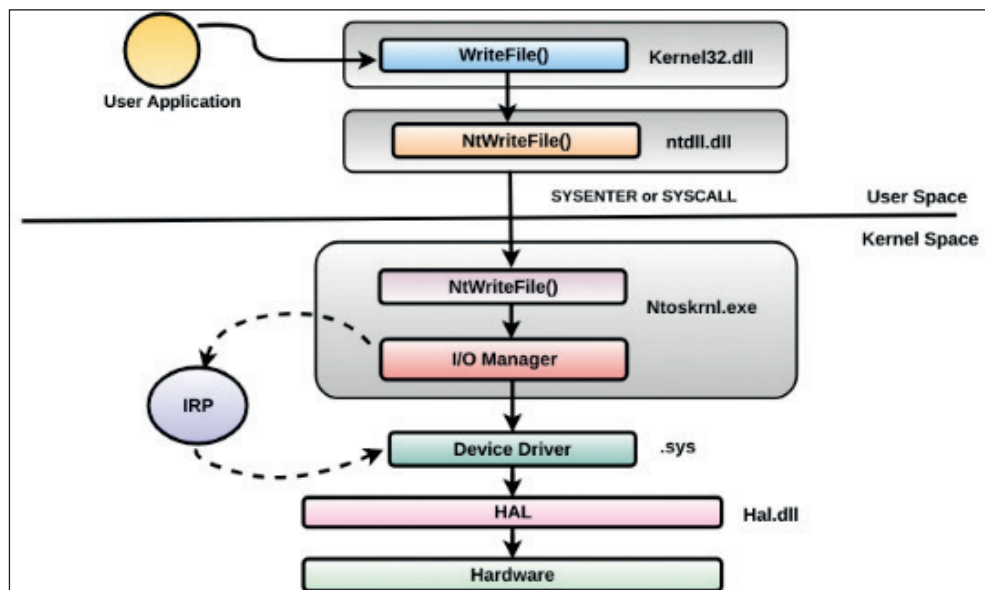 WriteFile()
Kernel32.dll
User Application
NtWriteFile()
ntdll.dll
SYSENTER or SYSCALL
User Space
Kernel Space
NtWriteFile()
Ntoskrnl.exe
I/O Manager
IRP
Device Driver
.sys
HAL
Hal.dll
Hardware